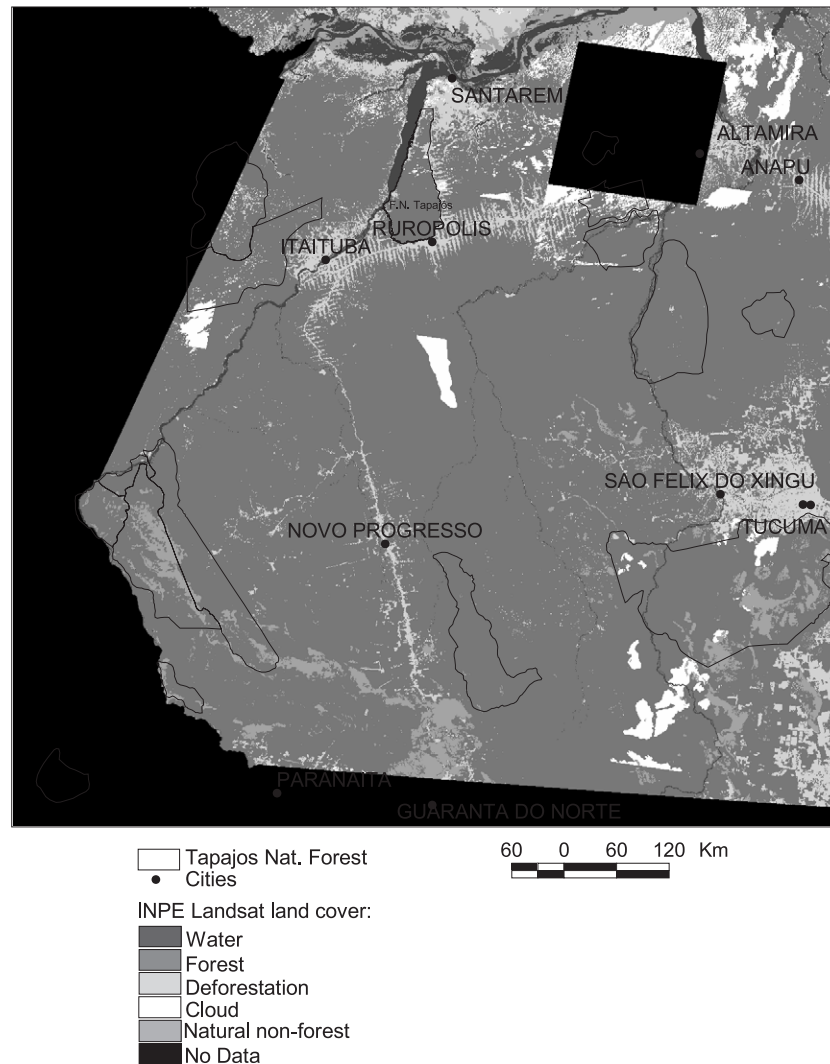 SANTAREM
ALTAMIRA
ANAPU
F.N. Tapajós
RUROPOLIS
ITAITUBA
SAO FELIX DO XINGU
TUCUMA
NOVO PROGRESSO
PARANAITA
GUARANTA DO NORTE
Tapajos Nat. Forest
60 0 60 120 Km
Cities
INPE Landsat land cover:
Water
Forest
Deforestation
Cloud
Natural non-forest
No Data